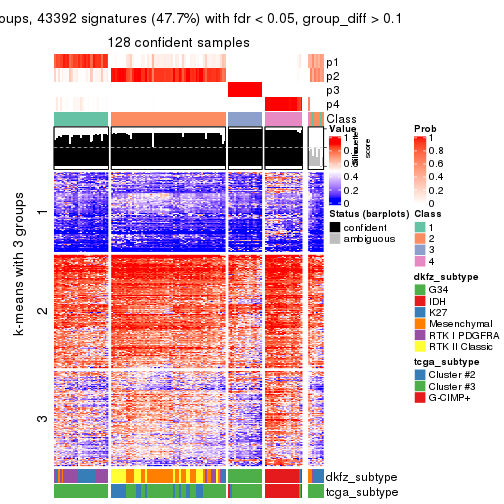 oups, 43392 signatures (47.7%) with fdr < 0.05, group_diff > 0.1
128 confident samples
p1
p2
p3
p4
Class
1
2
3
k-means with 3 groups
Silhouette
score
Value
1
0.8
0.6
0.4
0.2
0
Status (barplots)
confident
ambiguous
Prob
1
0.8
0.6
0.4
0.2
0
Class
1
2
3
4
dkfz_subtype
G34
IDH
K27
Mesenchymal
RTK I PDGFRA
RTK II Classic
tcga_subtype
Cluster #2
Cluster #3
G-CIMP+
dkfz_subtype
tcga_subtype